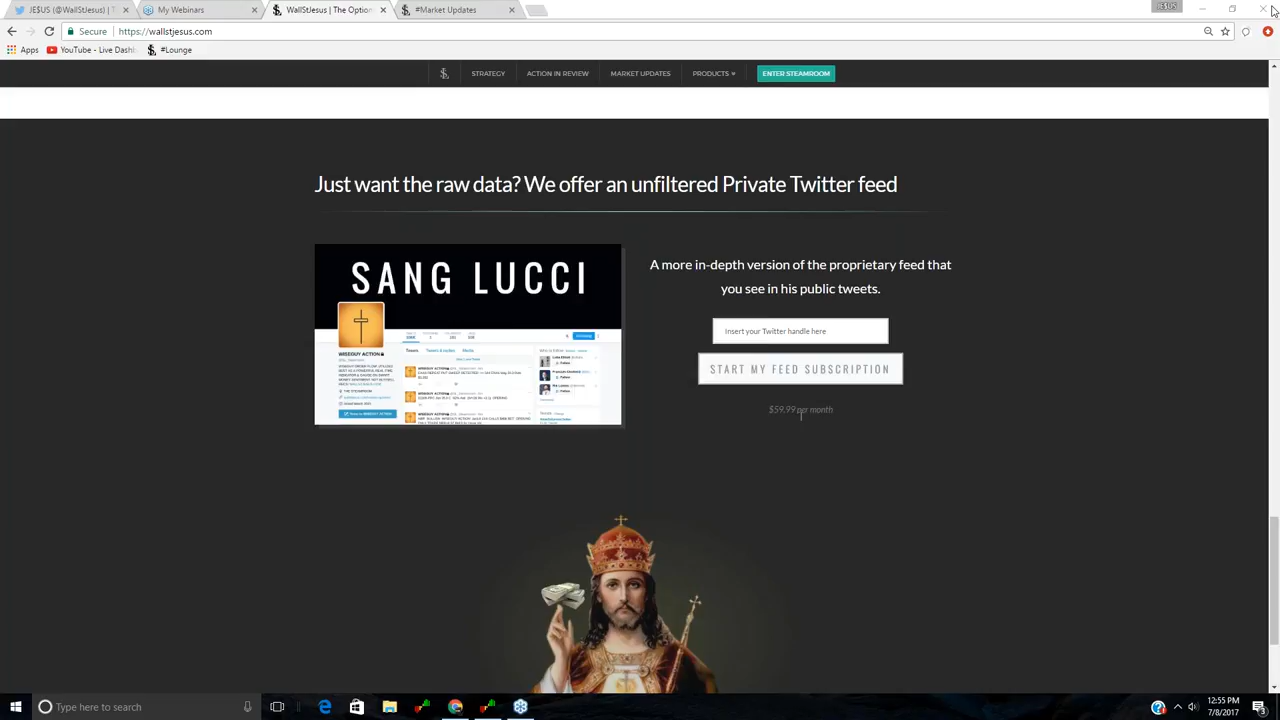 JE$US (@WallStJesus) | T
My Webinars
WallStJesus | The Option
#Market Updates
JE$US
Secure
https://wallstjesus.com
Apps
YouTube - Live Dashb
#Lounge
STRATEGY
ACTION IN REVIEW
MARKET UPDATES
PRODUCTS
ENTER STEAMROOM
Just want the raw data? We offer an unfiltered Private Twitter feed
SANG LUCCI
WISEGUY ACTION
A more in-depth version of the proprietary feed that
you see in his public tweets.
Insert your Twitter handle here
START MY FEED SUBSCRIPTION
$59.99 per month
Type here to search
12:55 PM
7/8/2017